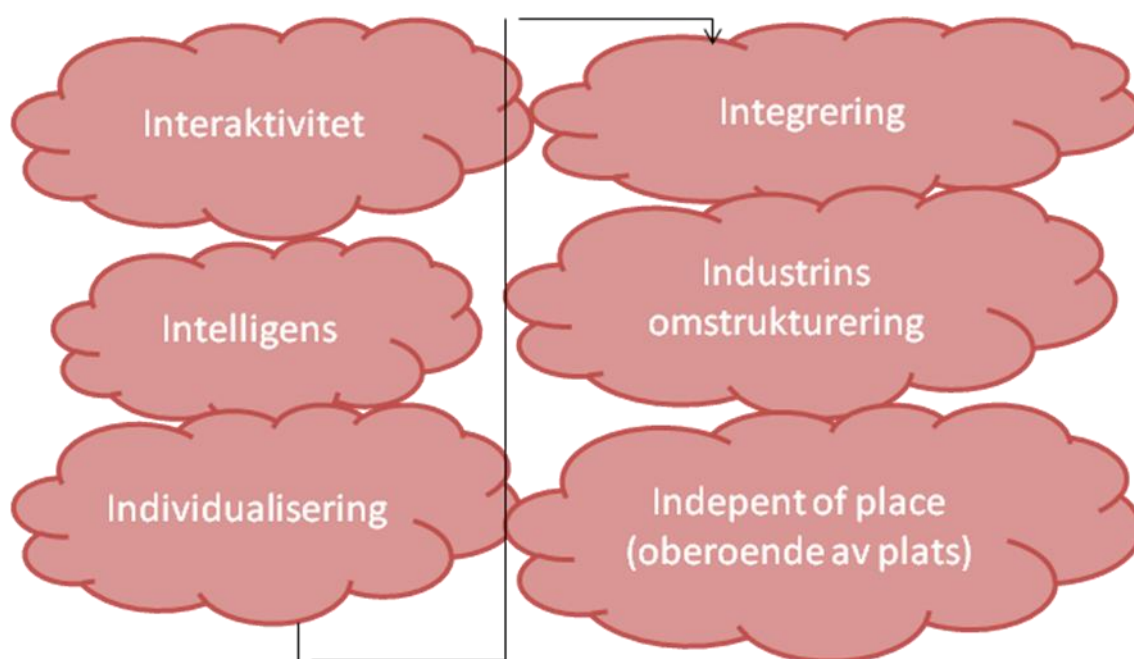 Interaktivitet
Intelligens
Individualisering
Integrering
Industrins
omstrukturering
Indepent of place
(oberoende av plats)